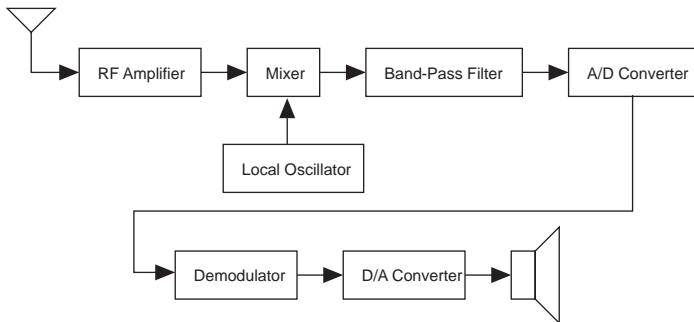 RF Amplifier
Mixer
Band-Pass Filter
A/D Converter
Local Oscillator
Demodulator
D/A Converter